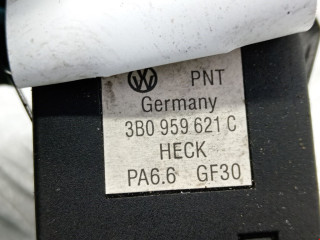 PNT
Germany
3B0 959 621 C
HECK
PA6.6 GF30